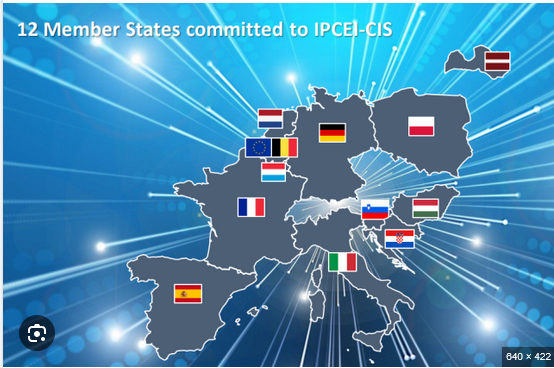 12 Member States committed to IPCEI-CIS
640 × 422